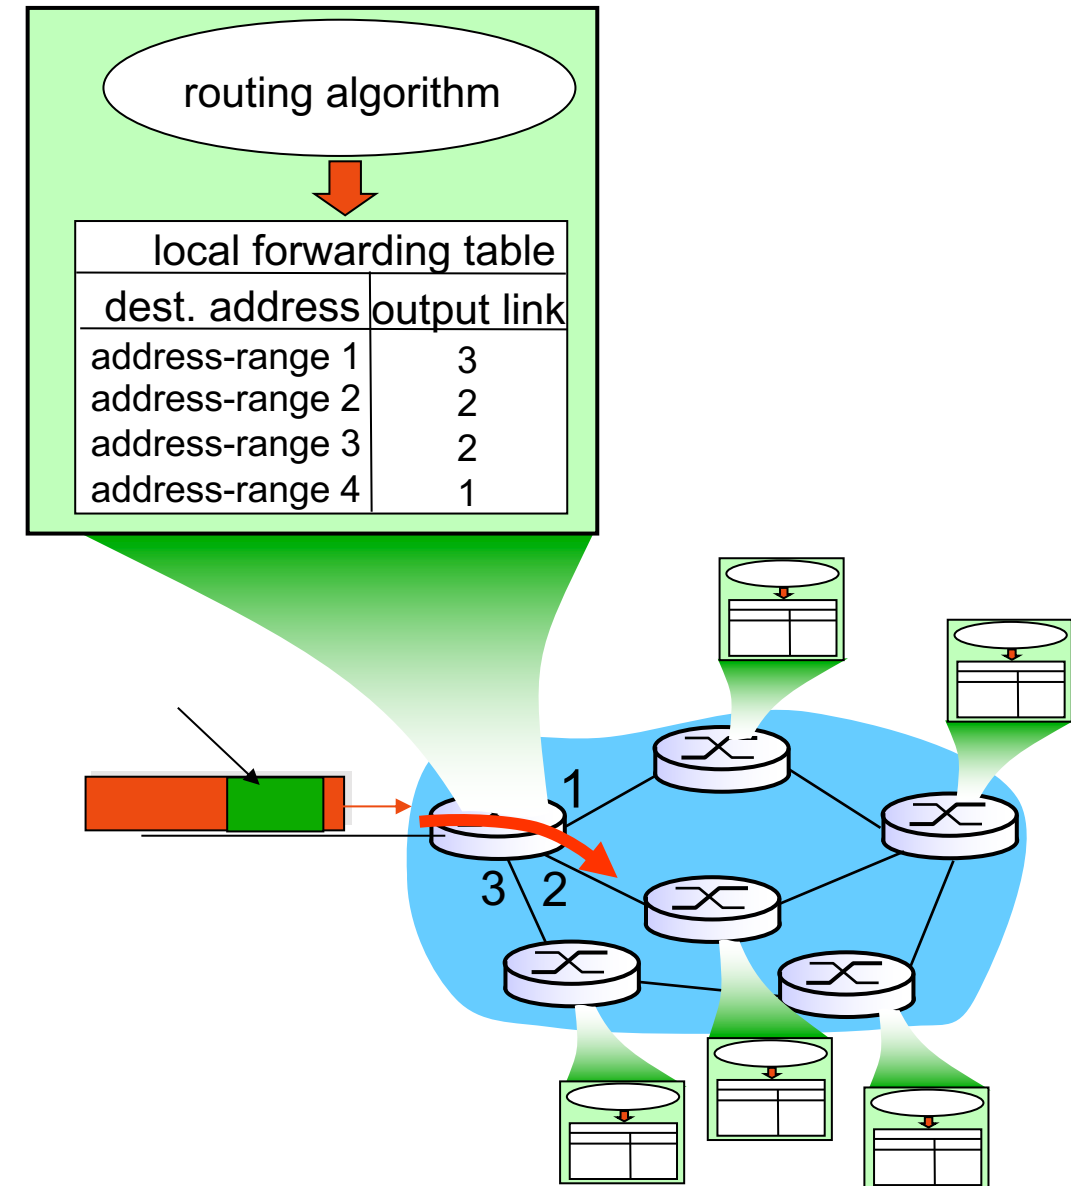 routing algorithm
local forwarding table
dest. address output link
address-range 1 3
address-range 2 2
address-range 3 2
address-range 4 1
1
3 2